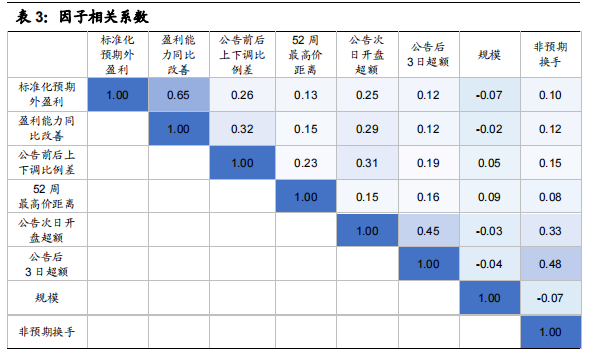 表 3：因子相关系数
标准化 盈利能 公告前后 52 周 公告次 公告后 规模 非预期
预期外 力同比 上下调比 最高价 日开盘 3日超额 换手
盈利 改善 例差 距离 超额
标准化预期
外盈利 1.00 0.65 0.26 0.13 0.25 0.12 -0.07 0.10
盈利能力同
比改善 1.00 0.32 0.15 0.29 0.12 -0.02 0.12
公告前后上
下调比例差 1.00 0.23 0.31 0.19 0.05 0.15
52 周
最高价距离 1.00 0.15 0.16 0.09 0.08
公告次日开
盘超额 1.00 0.45 -0.03 0.33
公告后
3日超额 1.00 -0.04 0.48
规模 1.00 -0.07
非预期换手 1.00